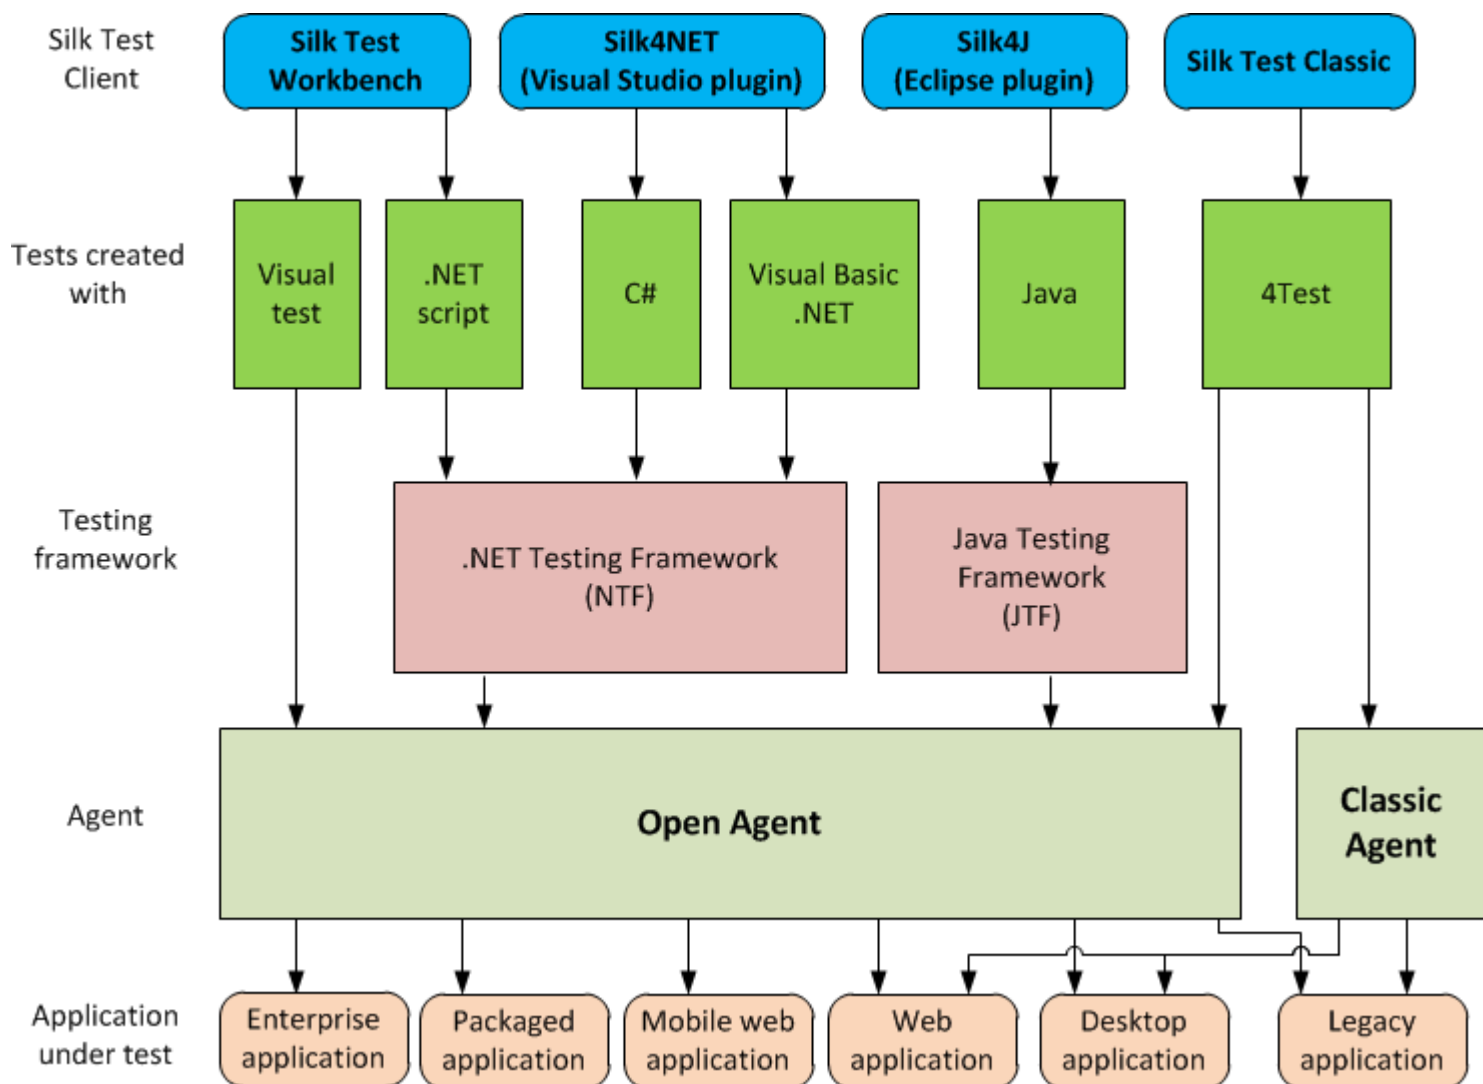 Silk Test
Client
Silk Test
Workbench
Silk4NET
(Visual Studio plugin)
Silk4J
(Eclipse plugin)
Silk Test Classic
Tests created
with
Visual
test
.NET
script
C#
Visual Basic
.NET
Java
4Test
Testing
framework
.NET Testing Framework
(NTF)
Java Testing
Framework
(JTF)
Agent
Open Agent
Classic
Agent
Application
under test
Enterprise
application
Packaged
application
Mobile web
application
Web
application
Desktop
application
Legacy
application